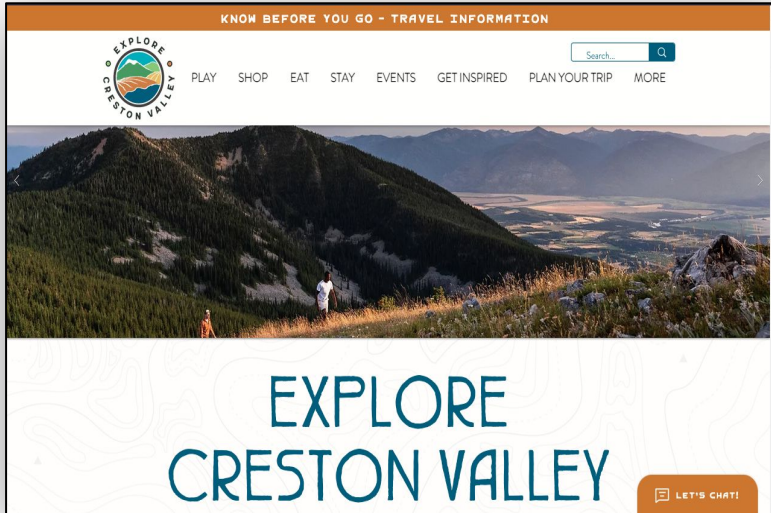 KNOW BEFORE YOU GO - TRAVEL INFORMATION
EXPLORE
CRESTON VALLEY
Search...
PLAY SHOP EAT STAY EVENTS GET INSPIRED PLAN YOUR TRIP MORE
EXPLORE
CRESTON VALLEY
LET'S CHAT!